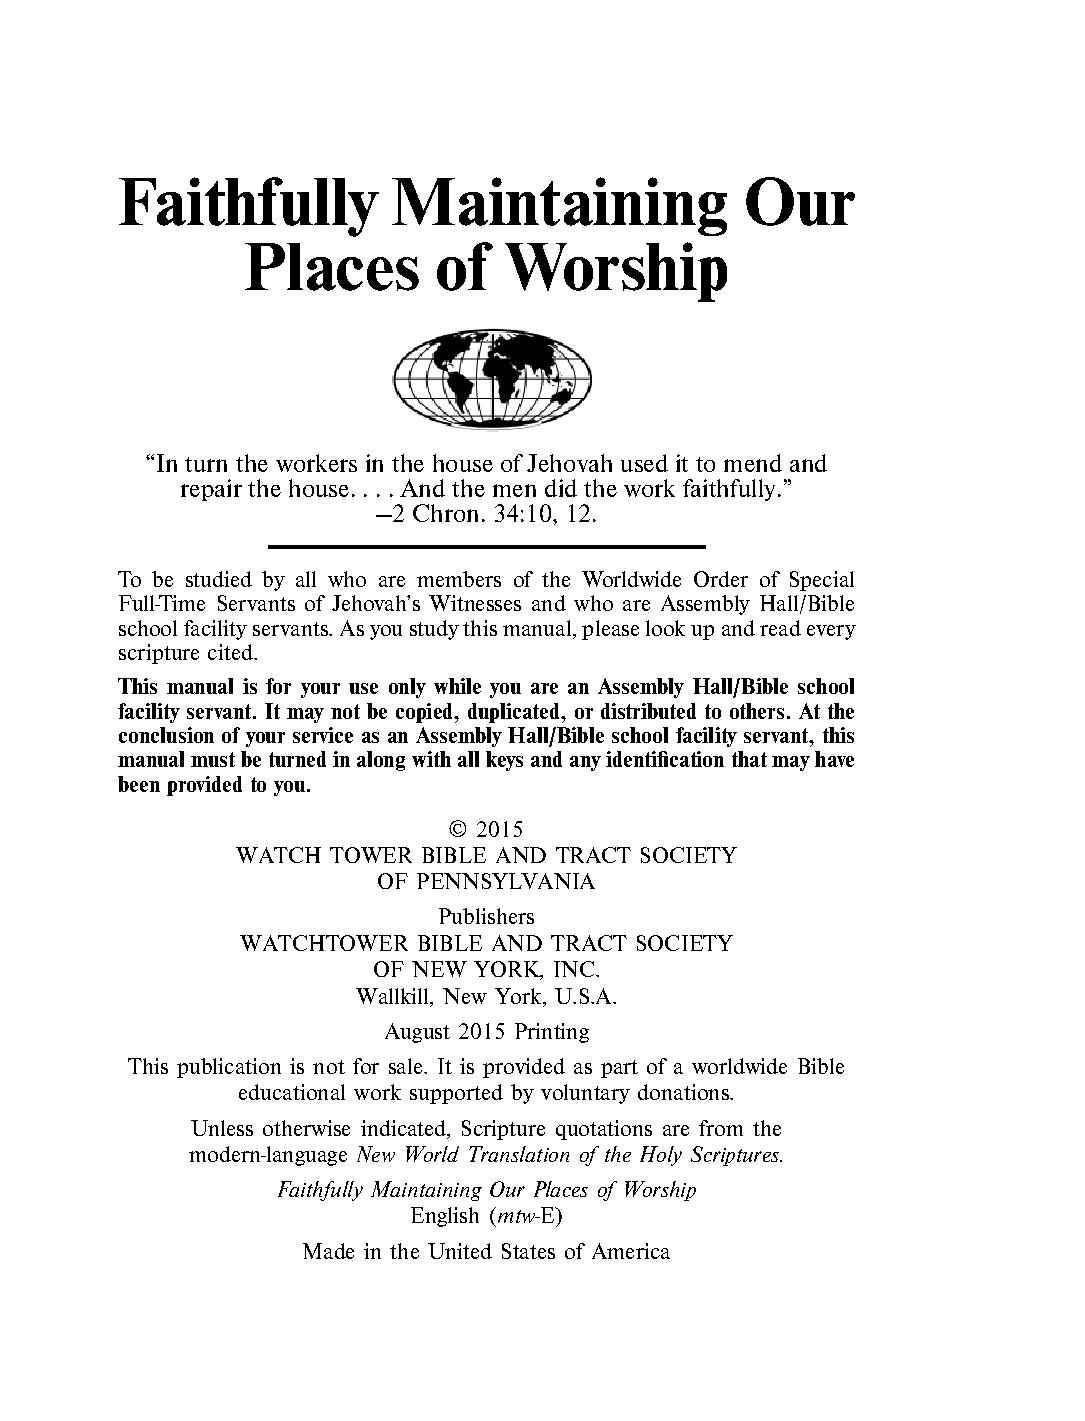 Faithfully Maintaining Our
Places of Worship
“In turn the workers in the house of Jehovah used it to mend and
repair the house. . . . And the men did the work faithfully.”
—2 Chron. 34:10, 12.
To be studied by all who are members of the Worldwide Order of Special
Full-Time Servants of Jehovah’s Witnesses and who are Assembly Hall/Bible
school facility servants. As you study this manual, please look up and read every
scripture cited.
This manual is for your use only while you are an Assembly Hall/Bible school
facility servant. It may not be copied, duplicated, or distributed to others. At the
conclusion of your service as an Assembly Hall/Bible school facility servant, this
manual must be turned in along with all keys and any identification that may have
been provided to you.
© 2015
WATCH TOWER BIBLE AND TRACT SOCIETY
OF PENNSYLVANIA
Publishers
WATCHTOWER BIBLE AND TRACT SOCIETY
OF NEW YORK, INC.
Wallkill, New York, U.S.A.
August 2015 Printing
This publication is not for sale. It is provided as part of a worldwide Bible
educational work supported by voluntary donations.
Unless otherwise indicated, Scripture quotations are from the
modern-language New World Translation of the Holy Scriptures.
Faithfully Maintaining Our Places of Worship
English (mtw-E)
Made in the United States of America